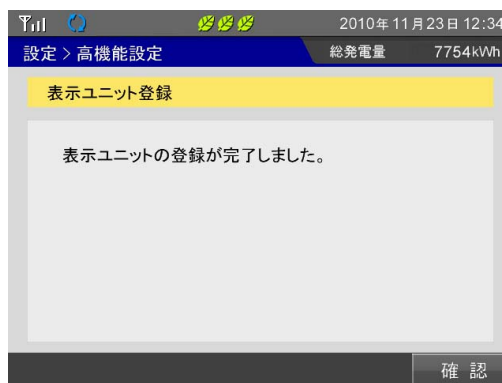 2010年11月23日 12:34
設定 > 高機能設定
総発電量 7754kWh
表示ユニット登録
表示ユニットの登録が完了しました。
確 認